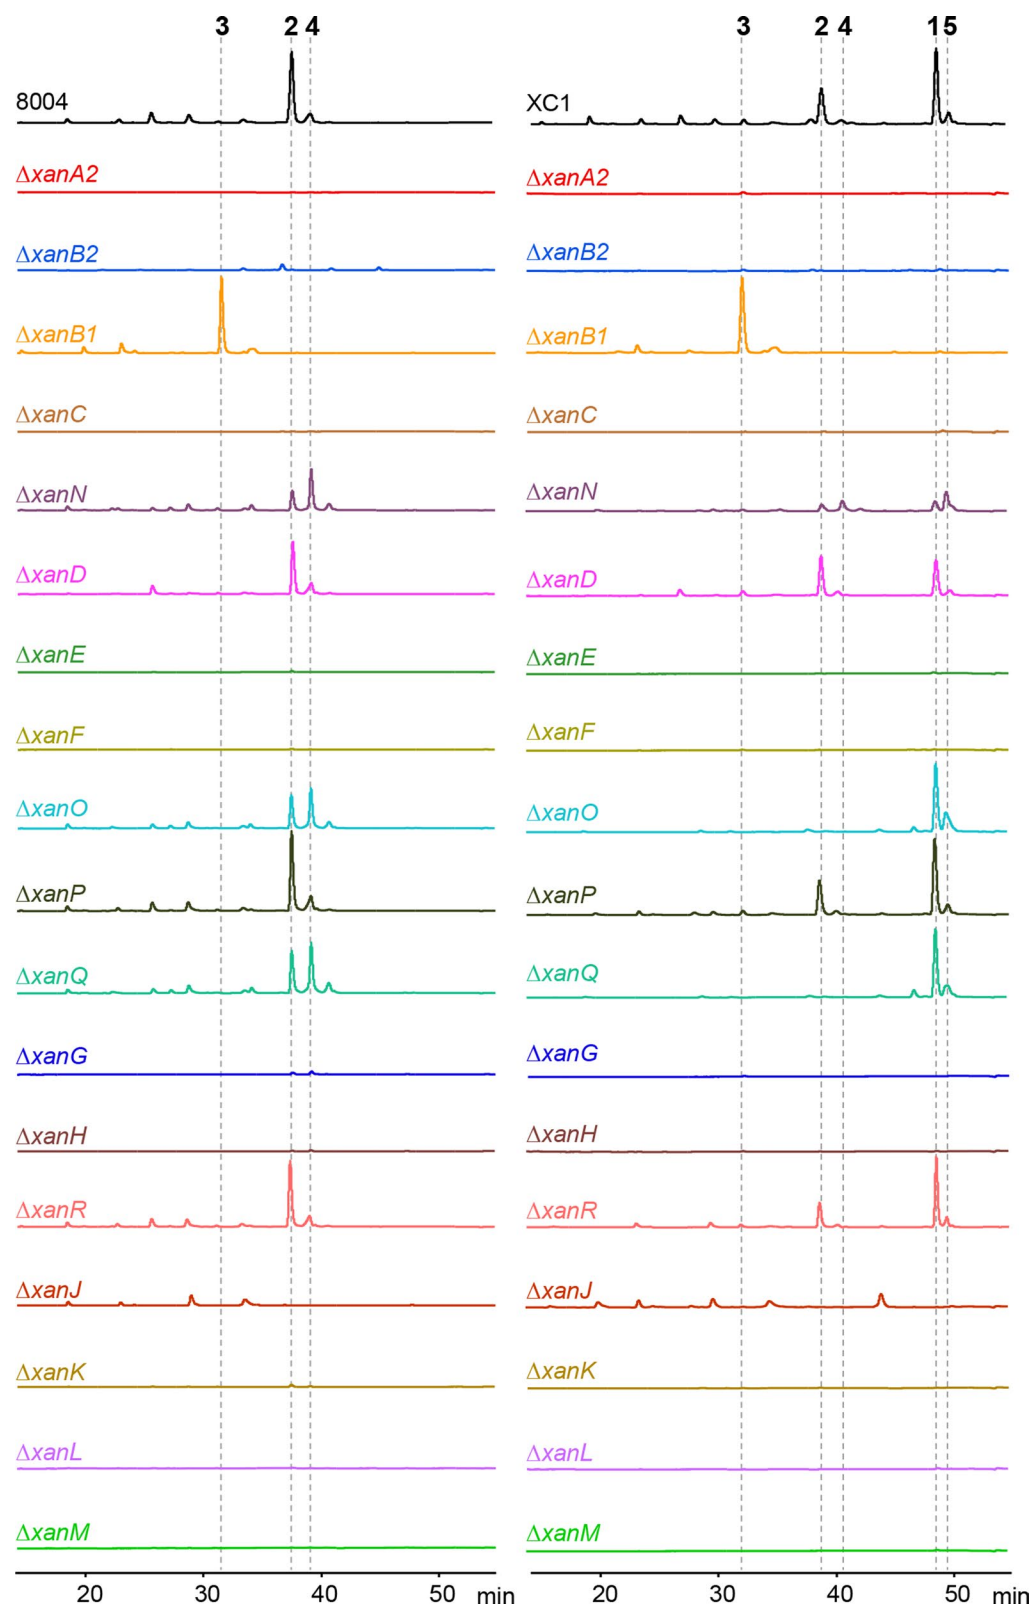 3 2 4
8004
ΔxanA2
ΔxanB2
ΔxanB1
ΔxanC
ΔxanN
ΔxanD
ΔxanE
ΔxanF
ΔxanO
ΔxanP
ΔxanQ
ΔxanG
ΔxanH
ΔxanR
ΔxanJ
ΔxanK
ΔxanL
ΔxanM
20 30 40 50 min
3 2 4 1 5
XC1
ΔxanA2
ΔxanB2
ΔxanB1
ΔxanC
ΔxanN
ΔxanD
ΔxanE
ΔxanF
ΔxanO
ΔxanP
ΔxanQ
ΔxanG
ΔxanH
ΔxanR
ΔxanJ
ΔxanK
ΔxanL
ΔxanM
20 30 40 50 min